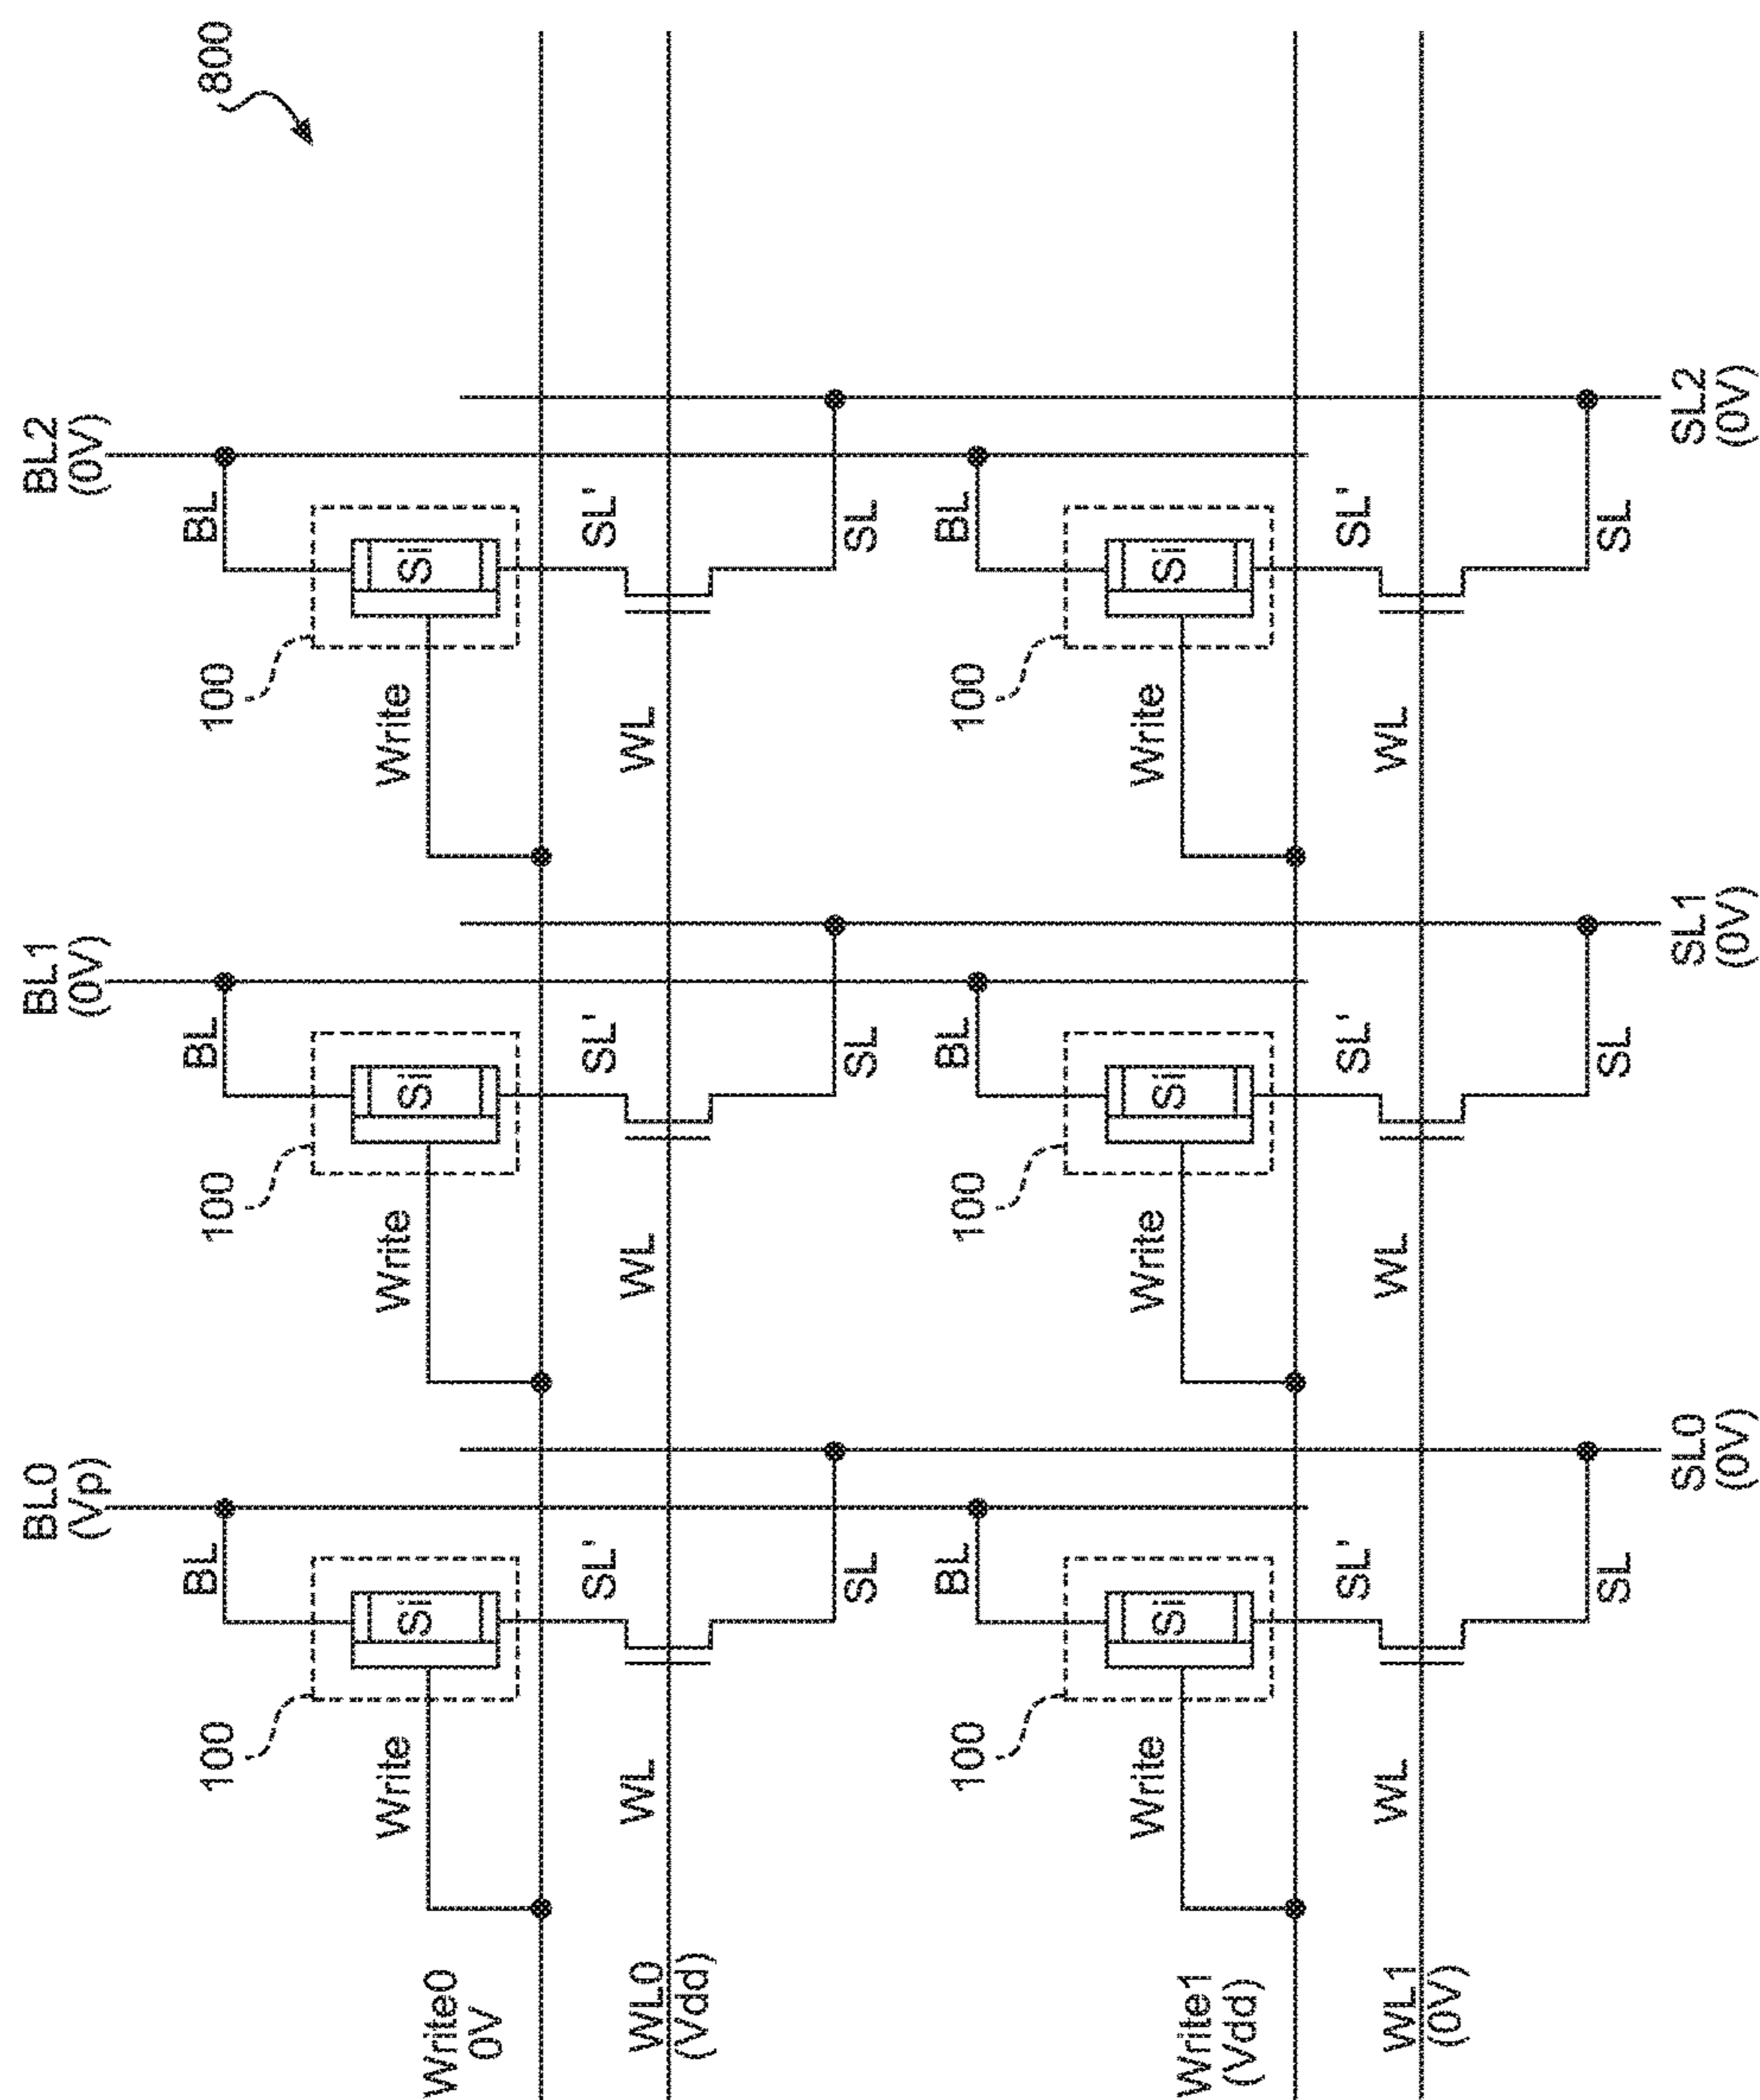 BL0
(Vp)
BL1
(0V)
BL2
(0V)
800
BL
BL
BL
100
100
100
Write
Si
Write
Si
Write
Si
Write0
0V
SL'
SL'
SL'
WL0
(Vdd)
WL
WL
WL
SL
SL
SL
BL
BL
BL
100
100
100
Write
Si
Write
Si
Write
Si
Write1
(Vdd)
SL'
SL'
SL'
WL1
(0V)
WL
WL
WL
SL
SL
SL
SL0
(0V)
SL1
(0V)
SL2
(0V)